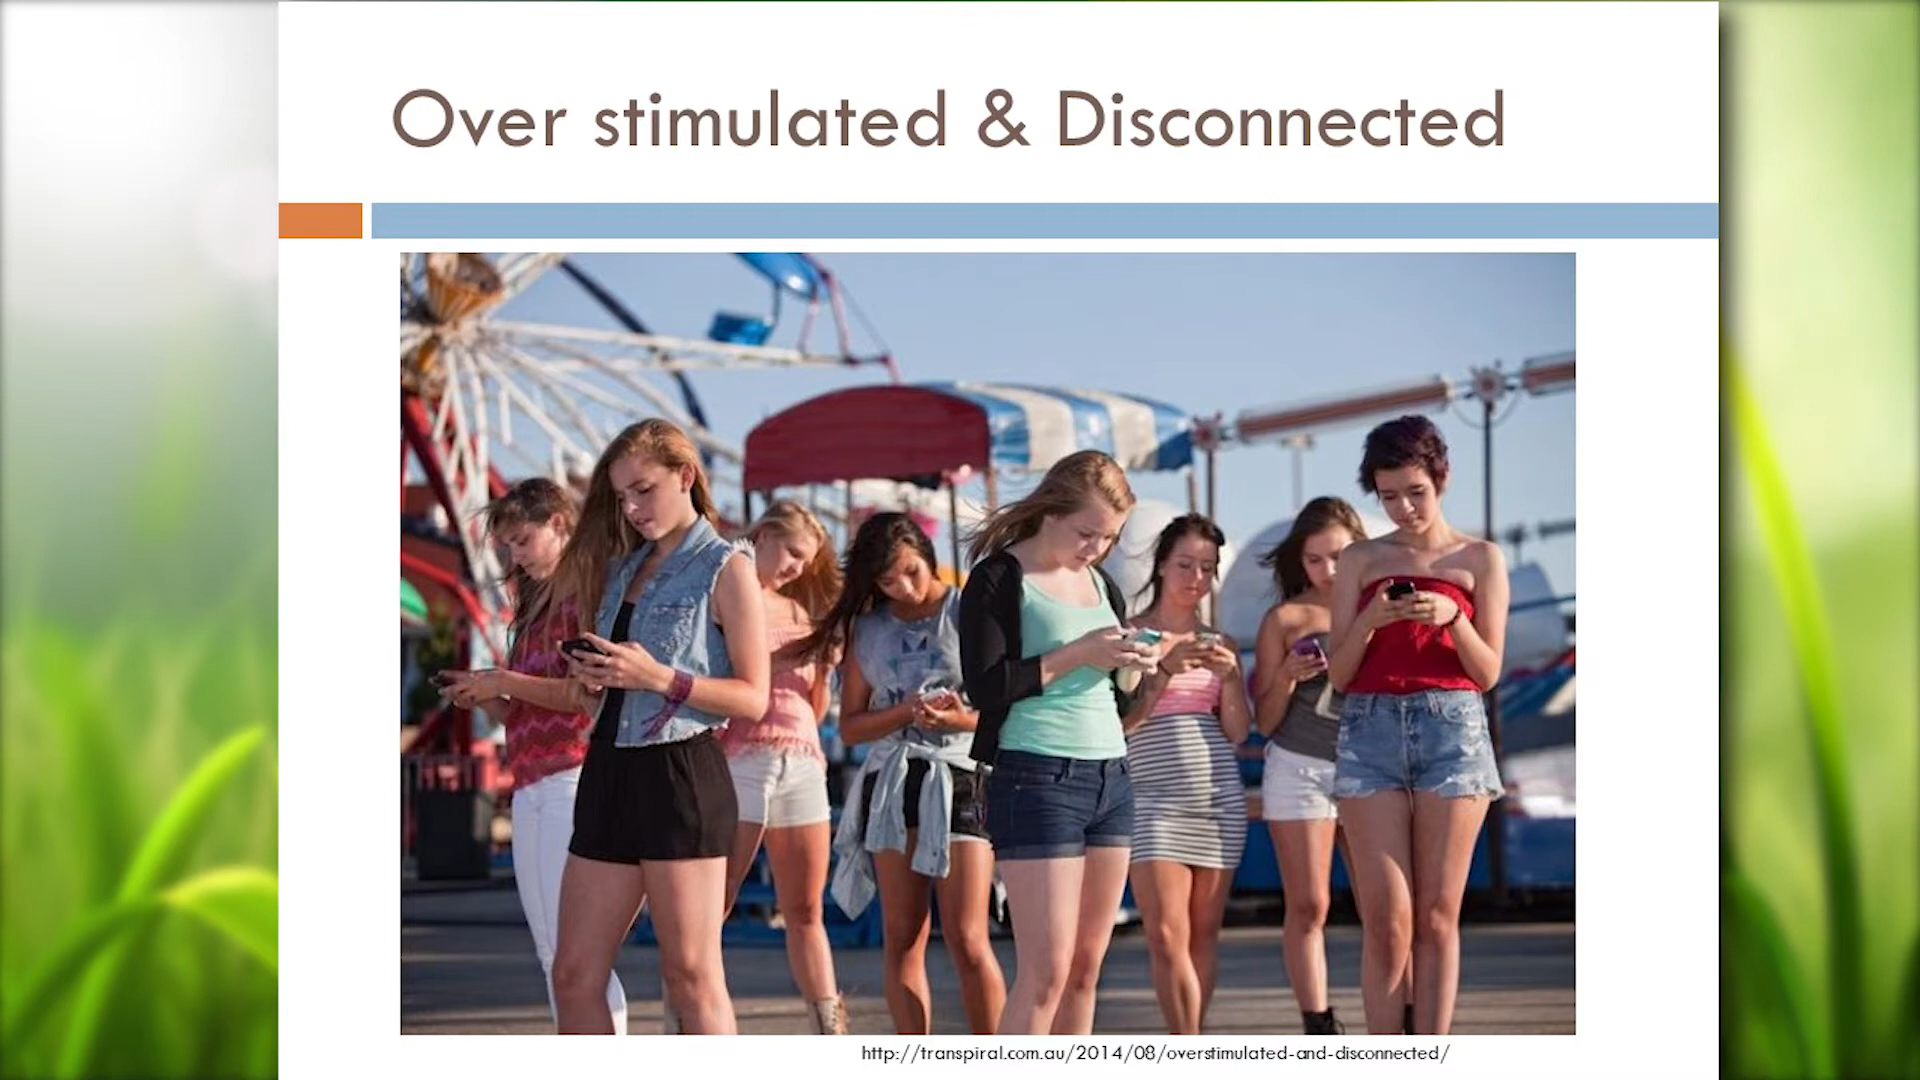 Over stimulated & Disconnected
http://transpiral.com.au/2014/08/overstimulated-and-disconnected/